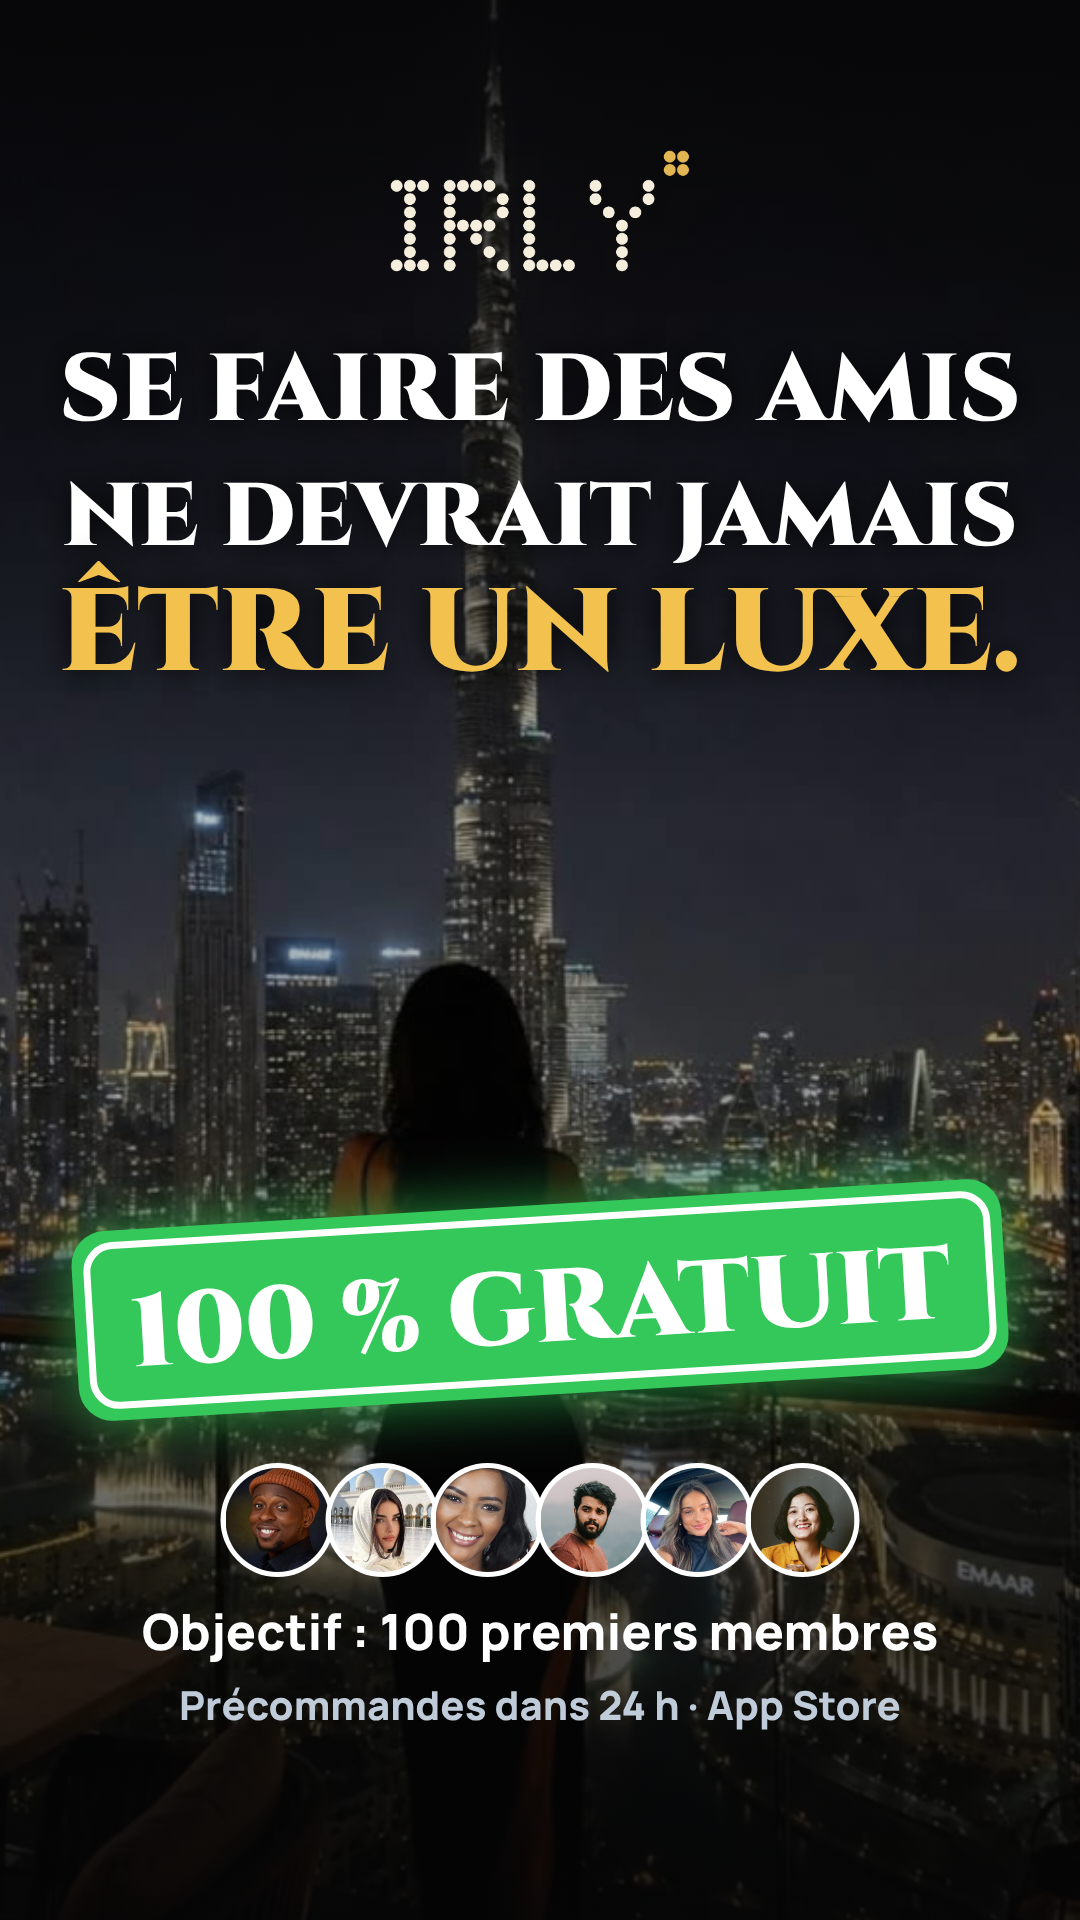 IRLY
SE FAIRE DES AMIS
NE DEVRAIT JAMAIS
ÊTRE UN LUXE.
100 % GRATUIT
EMAAR
Objectif : 100 premiers membres
Précommandes dans 24 h · App Store